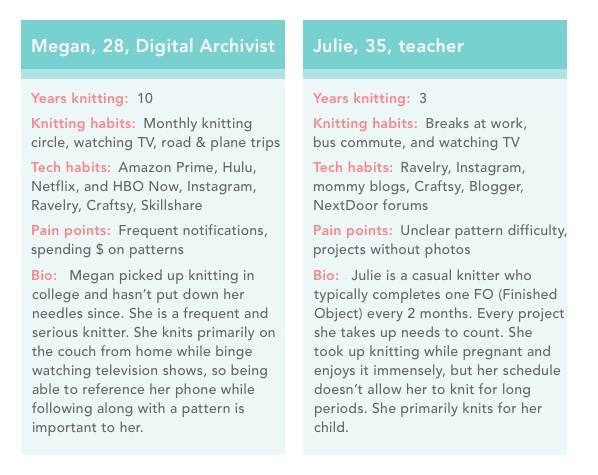 Megan, 28, Digital Archivist
Years knitting: 10
Knitting habits: Monthly knitting
circle, watching TV, road & plane trips
Tech habits: Amazon Prime, Hulu,
Netflix, and HBO Now, Instagram,
Ravelry, Craftsy, Skillshare
Pain points: Frequent notifications,
spending $ on patterns
Bio: Megan picked up knitting in
college and hasn't put down her
needles since. She is a frequent and
serious knitter. She knits primarily on
the couch from home while binge
watching television shows, so being
able to reference her phone while
following along with a pattern is
important to her.
Julie, 35, teacher
Years knitting: 3
Knitting habits: Breaks at work,
bus commute, and watching TV
Tech habits: Ravelry, Instagram,
mommy blogs, Craftsy, Blogger,
NextDoor forums
Pain points: Unclear pattern difficulty,
projects without photos
Bio: Julie is a casual knitter who
typically completes one FO (Finished
Object) every 2 months. Every project
she takes up needs to count. She
took up knitting while pregnant and
enjoys it immensely, but her schedule
doesn't allow her to knit for long
periods. She primarily knits for her
child.